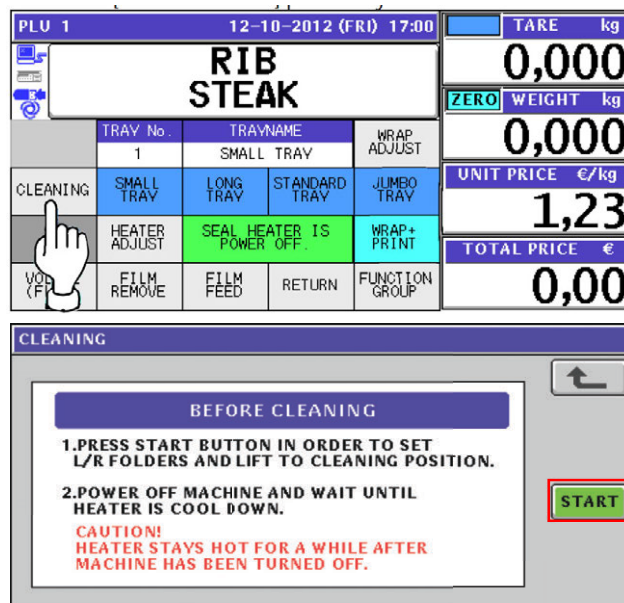 PLU 1 12-10-2012 (FRI) 17:00
RIB
STEAK
TARE kg
0,000
ZERO WEIGHT kg
0,000
UNIT PRICE €/kg
1,23
TOTAL PRICE €
0,00
TRAY No. TRAYNAME
1 SMALL TRAY
WRAP
ADJUST
CLEANING
SMALL
TRAY
LONG
TRAY
STANDARD
TRAY
JUMBO
TRAY
HEATER
ADJUST
SEAL HEATER IS
POWER OFF.
WRAP+
PRINT
FILM
REMOVE
FILM
FEED
RETURN
FUNCTION
GROUP
CLEANING
BEFORE CLEANING
1.PRESS START BUTTON IN ORDER TO SET
L/R FOLDERS AND LIFT TO CLEANING POSITION.
2.POWER OFF MACHINE AND WAIT UNTIL
HEATER IS COOL DOWN.
CAUTION!
HEATER STAYS HOT FOR A WHILE AFTER
MACHINE HAS BEEN TURNED OFF.
START